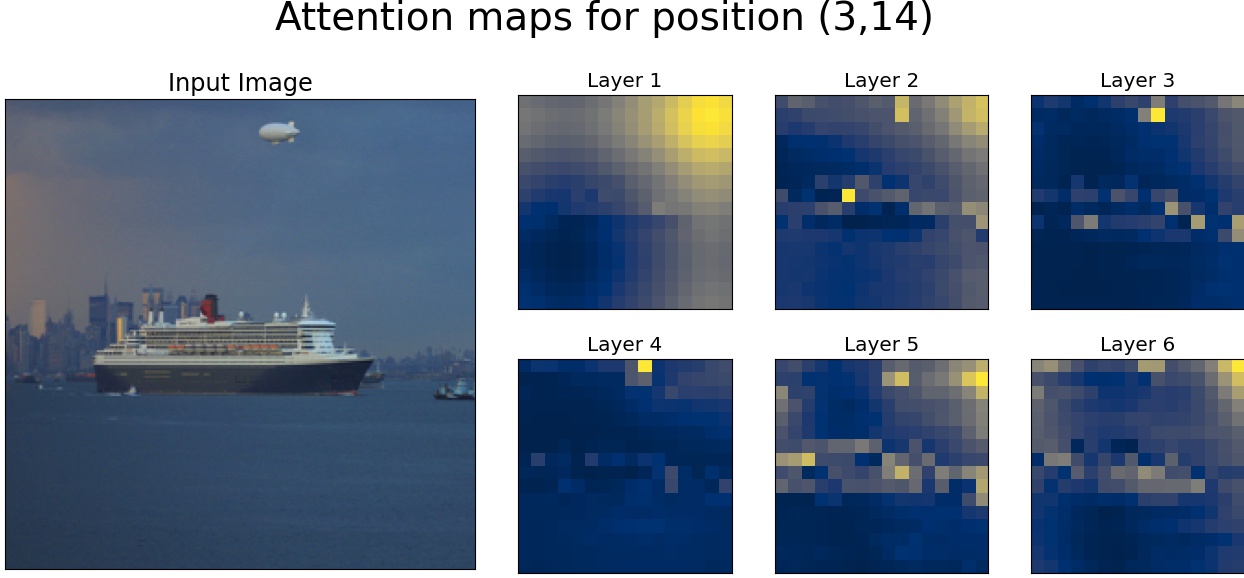 Attention maps for position (3,14)
Input Image
Layer 1
Layer 2
Layer 3
Layer 4
Layer 5
Layer 6